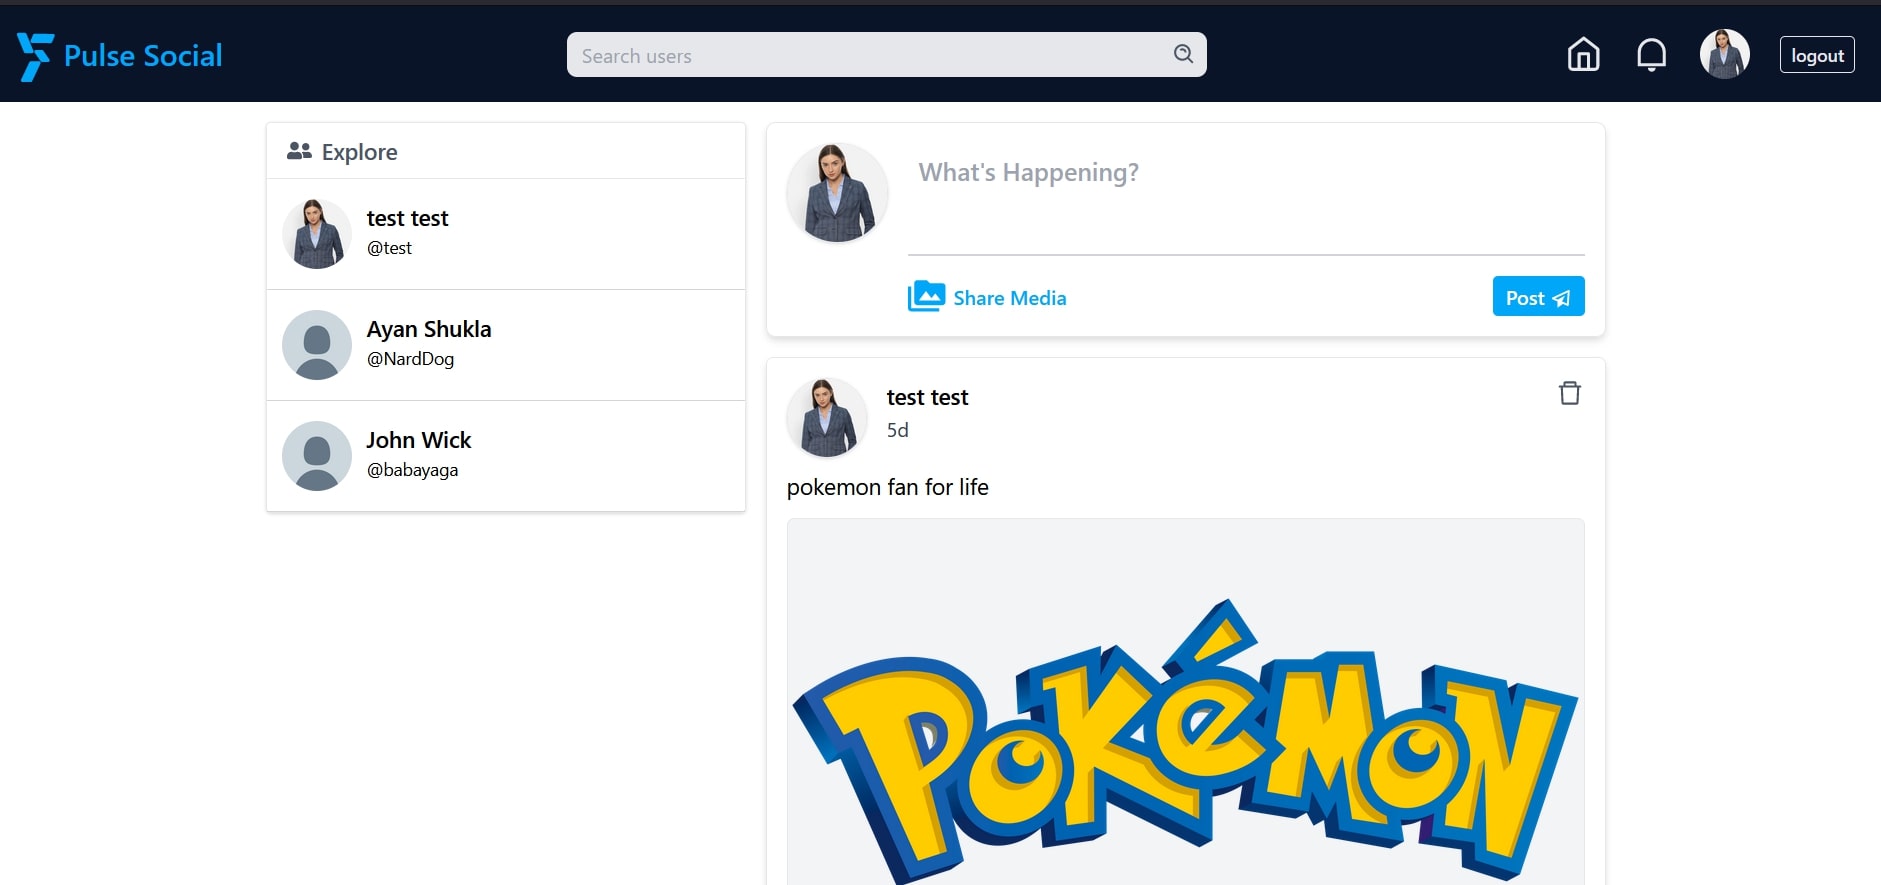 Pulse Social
Search users
logout
Explore
test test
@test
Ayan Shukla
@NardDog
John Wick
@babayaga
What's Happening?
Share Media
Post
test test
5d
pokemon fan for life
POKéMON